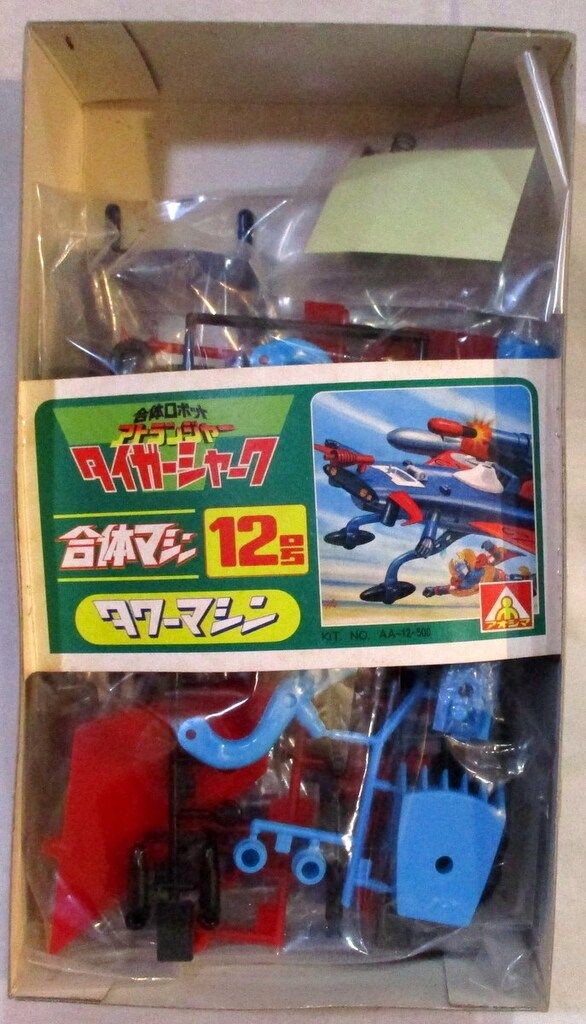 合体ロボット
アトランジャー
タイガーシャーク
合体マシン
12号
タワーマシン
アオシマ
KIT NO. AA-12-500